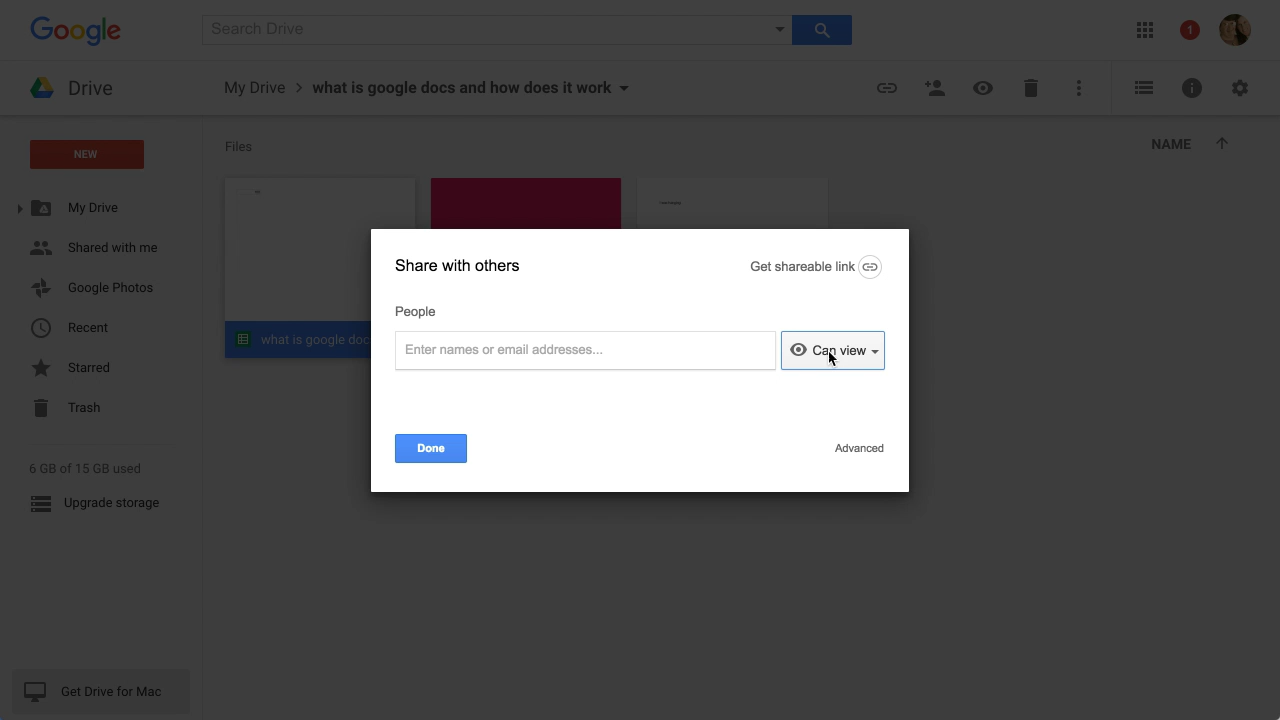 Google
Search Drive
1
Drive
My Drive > what is google docs and how does it work
NEW
Files
NAME
My Drive
Shared with me
Google Photos
Recent
Starred
Trash
6 GB of 15 GB used
Upgrade storage
Get Drive for Mac
what is google doc
Share with others
Get shareable link
People
Enter names or email addresses...
Can view
Done
Advanced